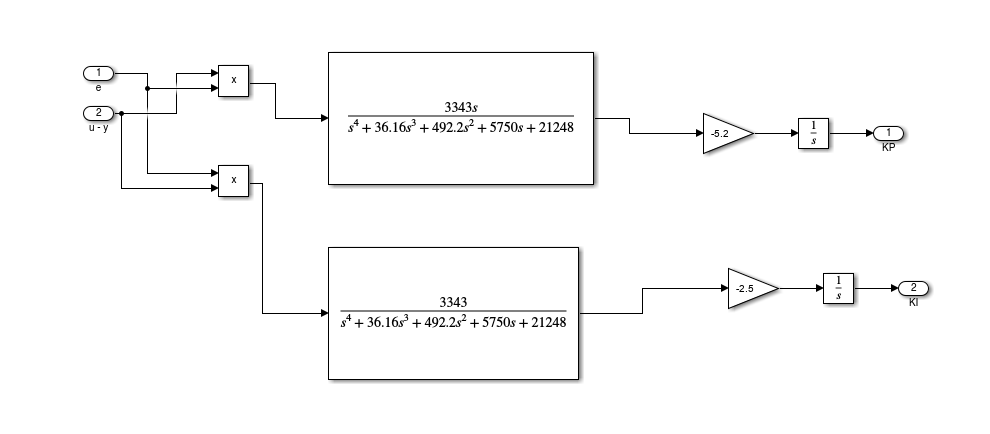 1
e
2
u - y
x
3343s
s⁴ + 36.16s³ + 492.2s² + 5750s + 21248
-5.2
1
s
1
KP
x
3343
s⁴ + 36.16s³ + 492.2s² + 5750s + 21248
-2.5
1
s
2
KI